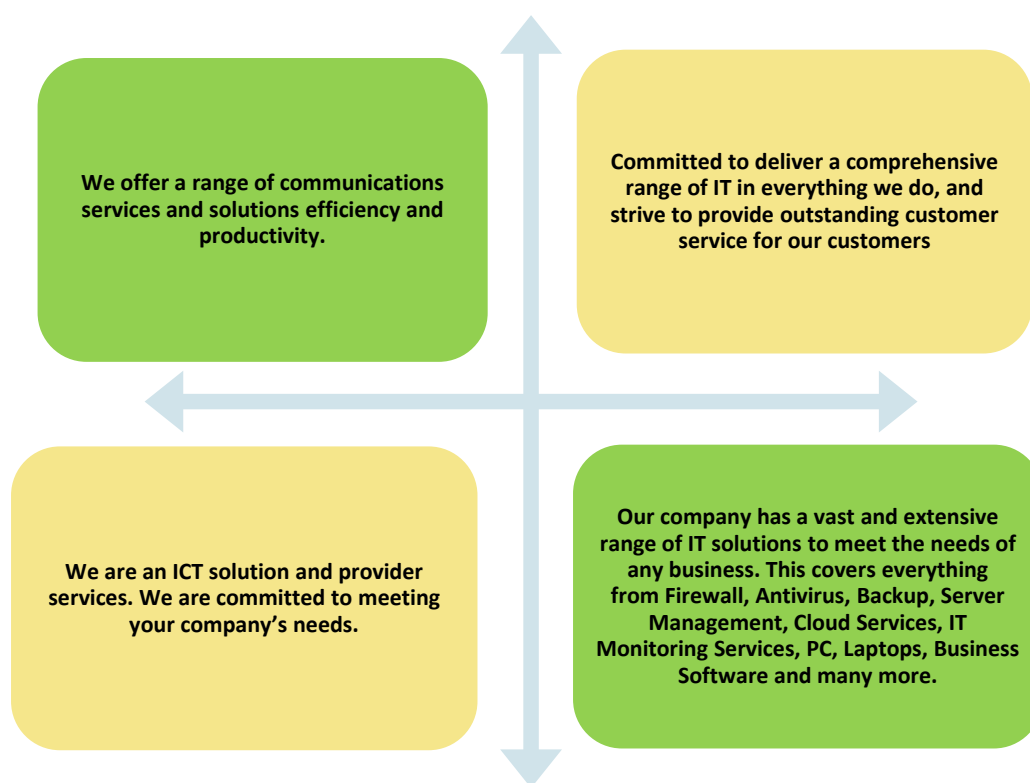 We offer a range of communications
services and solutions efficiency and
productivity.
Committed to deliver a comprehensive
range of IT in everything we do, and
strive to provide outstanding customer
service for our customers
We are an ICT solution and provider
services. We are committed to meeting
your company’s needs.
Our company has a vast and extensive
range of IT solutions to meet the needs of
any business. This covers everything
from Firewall, Antivirus, Backup, Server
Management, Cloud Services, IT
Monitoring Services, PC, Laptops, Business
Software and many more.